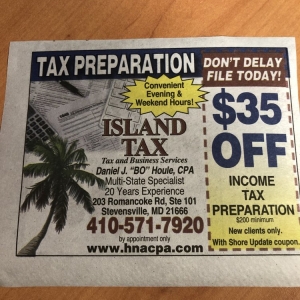 TAX PREPARATION
Convenient
Evening &
Weekend Hours!
ISLAND
TAX
Tax and Business Services
Daniel J. "BO" Houle, CPA
Multi-State Specialist
20 Years Experience
203 Romancoke Rd, Ste 101
Stevensville, MD 21666
410-571-7920
by appointment only
www.hnacpa.com
DON'T DELAY
FILE TODAY!
$35
OFF
INCOME
TAX
PREPARATION
$200 minimum
New clients only.
With Shore Update coupon.